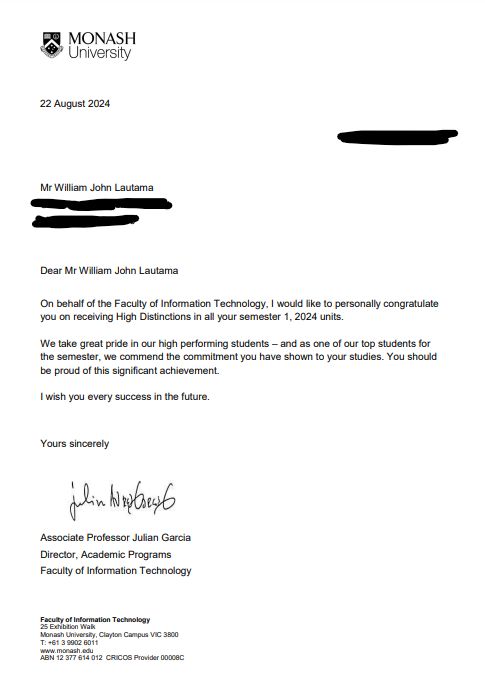 MONASH
University
22 August 2024
Mr William John Lautama
Dear Mr William John Lautama
On behalf of the Faculty of Information Technology, I would like to personally congratulate
you on receiving High Distinctions in all your semester 1, 2024 units.
We take great pride in our high performing students – and as one of our top students for
the semester, we commend the commitment you have shown to your studies. You should
be proud of this significant achievement.
I wish you every success in the future.
Yours sincerely
Associate Professor Julian Garcia
Director, Academic Programs
Faculty of Information Technology
Faculty of Information Technology
25 Exhibition Walk
Monash University, Clayton Campus VIC 3800
T: +61 3 9902 6011
www.monash.edu
ABN 12 377 614 012 CRICOS Provider 00008C